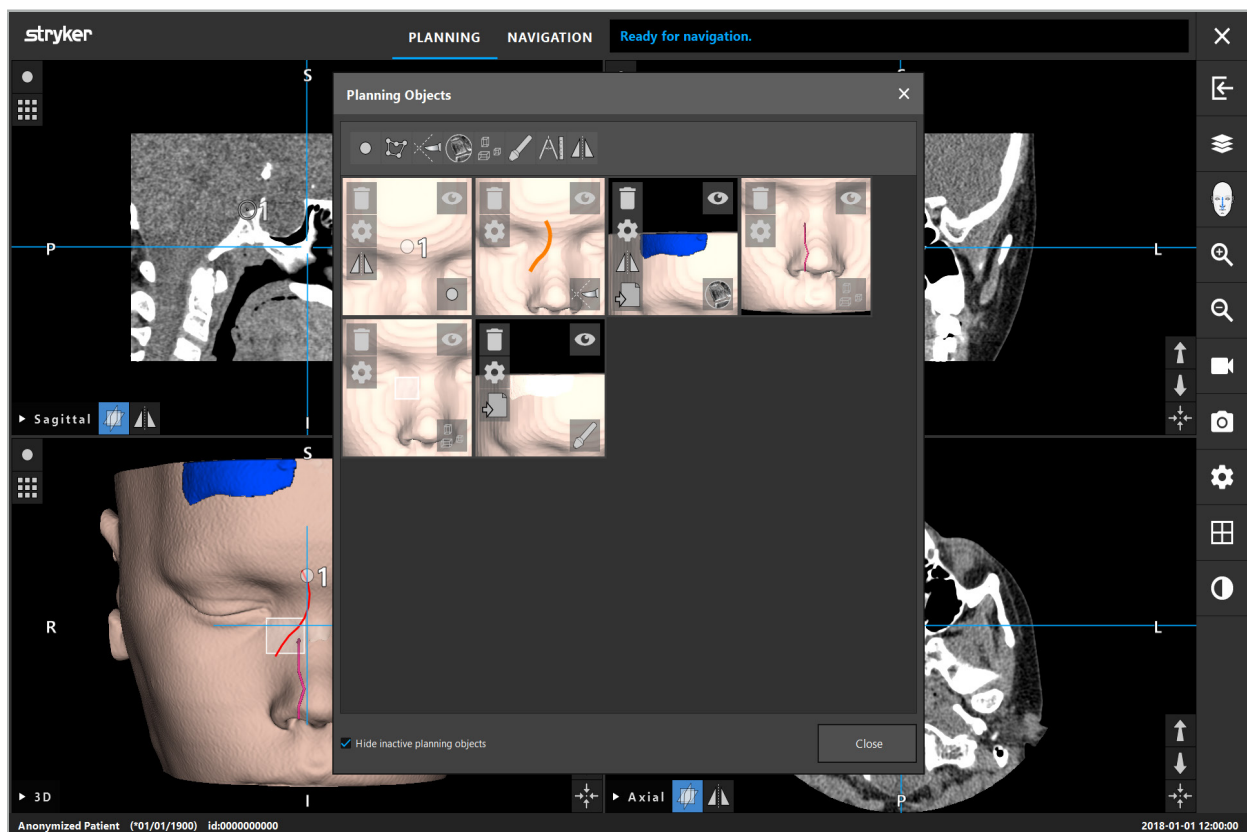 stryker
PLANNING NAVIGATION Ready for navigation.
S
Planning Objects
1
1
P
L
Sagittal
I
S
1
R
L
Hide inactive planning objects
Close
3D
I
Axial
P
Anonymized Patient (*01/01/1900) id:0000000000
2018-01-01 12:00:00